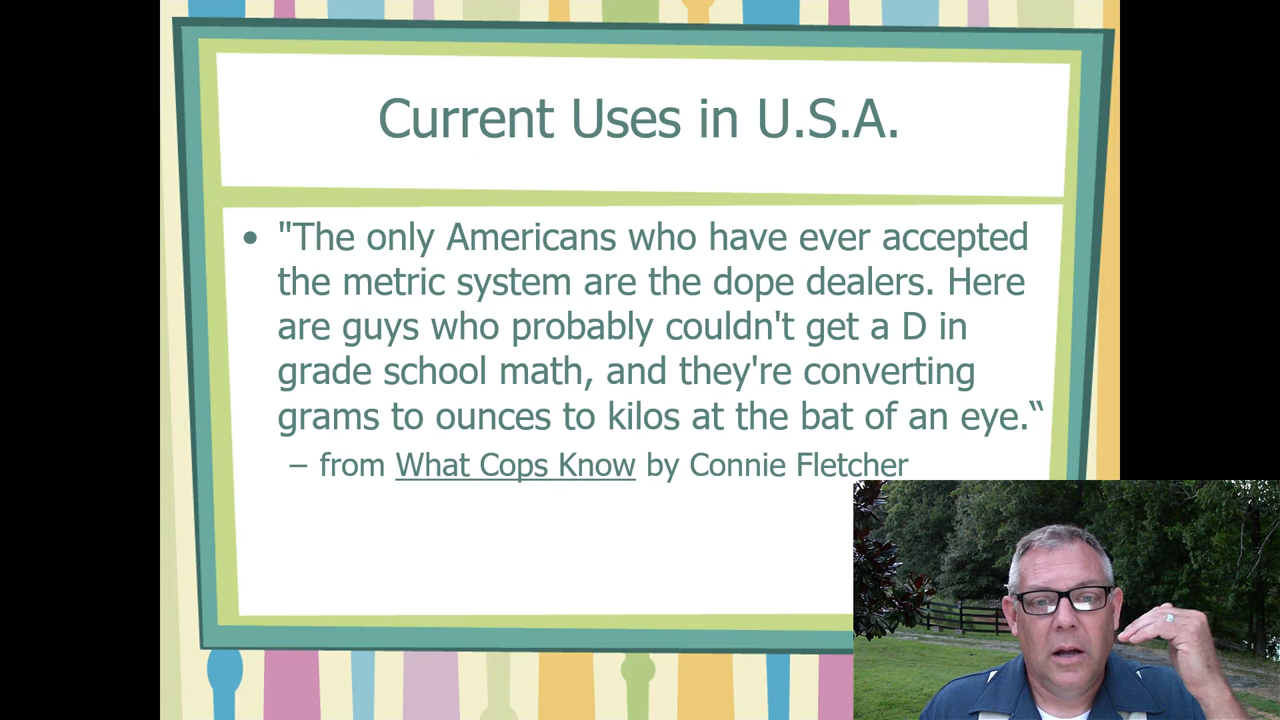 Current Uses in U.S.A.
• "The only Americans who have ever accepted
the metric system are the dope dealers. Here
are guys who probably couldn't get a D in
grade school math, and they're converting
grams to ounces to kilos at the bat of an eye.“
– from What Cops Know by Connie Fletcher